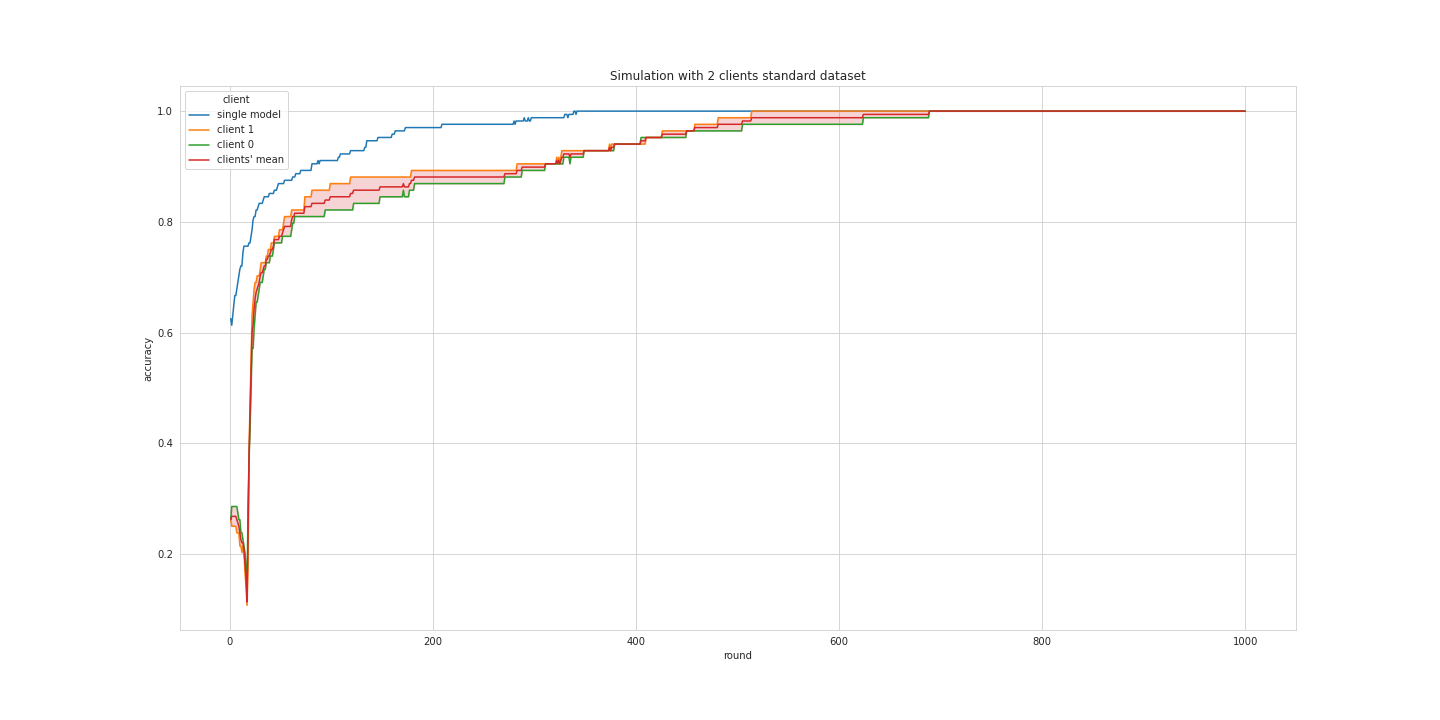 Simulation with 2 clients standard dataset
client
single model
client 1
client 0
clients' mean
1.0
0.8
0.6
0.4
0.2
accuracy
0 200 400 600 800 1000
round